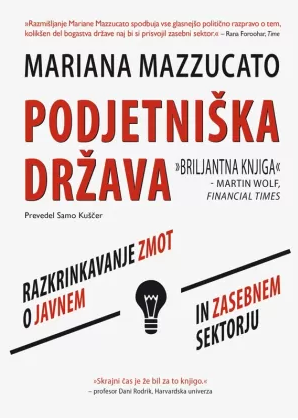 »Razmišljanje Mariane Mazzucato spodbuja vse glasnejšo politično razpravo o tem,
kolikšen del bogastva države naj bi si prisvojil zasebni sektor.« – Rana Foroohar, Time
MARIANA MAZZUCATO
PODJETNIŠKA
DRŽAVA
»BRILJANTNA KNJIGA«
- MARTIN WOLF,
FINANCIAL TIMES
Prevedel Samo Kuščer
RAZKRINKAVANJE ZMOT
O JAVNEM
IN ZASEBNEM
SEKTORJU
»Skrajni čas je že bil za to knjigo.«
– profesor Dani Rodrik, Harvardska univerza